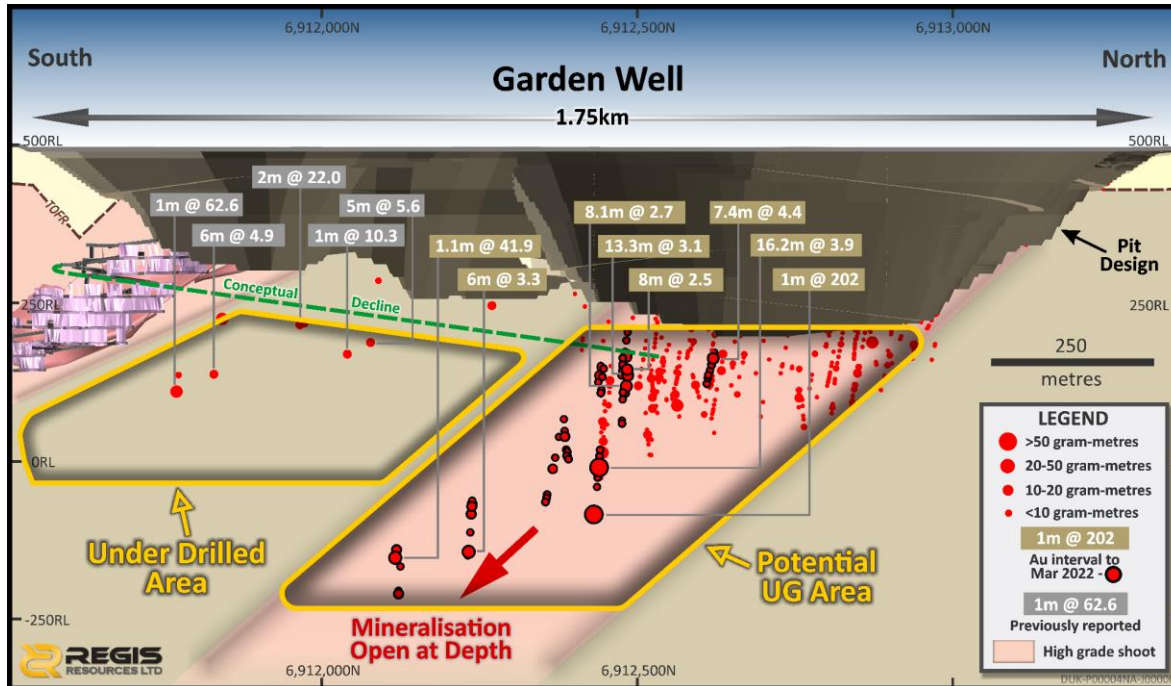 6,912,000N
6,912,500N
6,913,000N
South
North
Garden Well
1.75km
500RL
500RL
2m @ 22.0
1m @ 62.6
5m @ 5.6
8.1m @ 2.7
7.4m @ 4.4
TOFR
6m @ 4.9
1m @ 10.3
1.1m @ 41.9
13.3m @ 3.1
16.2m @ 3.9
Pit
Design
6m @ 3.3
8m @ 2.5
1m @ 202
Conceptual
Decline
250RL
250RL
250
metres
LEGEND
>50 gram-metres
20-50 gram-metres
10-20 gram-metres
<10 gram-metres
1m @ 202
Au interval to
Mar 2022 -
1m @ 62.6
Previously reported
High grade shoot
0RL
Under Drilled
Area
Potential
UG Area
-250RL
Mineralisation
Open at Depth
REGIS
RESOURCES LTD
6,912,000N
6,912,500N